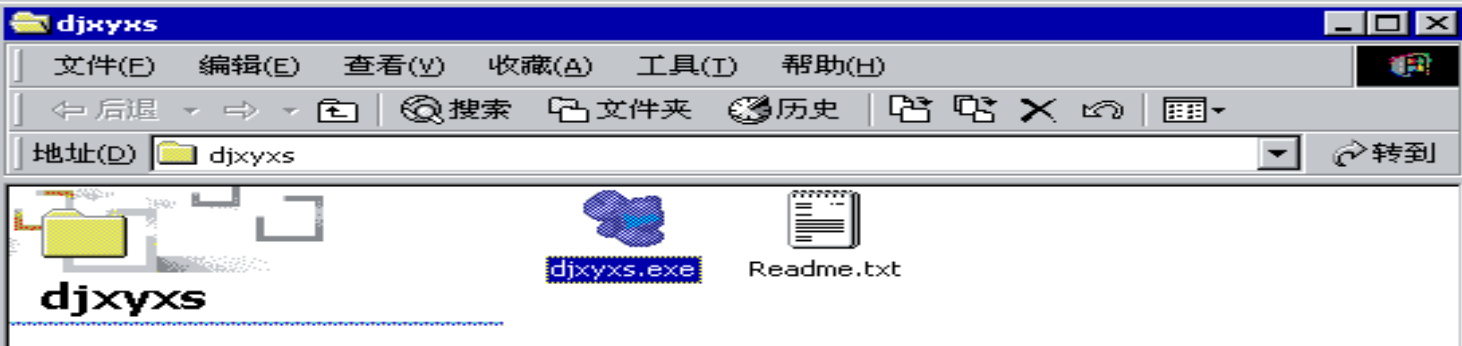 djxyxs
文件(F) 编辑(E) 查看(V) 收藏(A) 工具(T) 帮助(H)
后退 搜索 文件夹 历史
地址(D) djxyxs 转到
djxyxs.exe Readme.txt
djxyxs